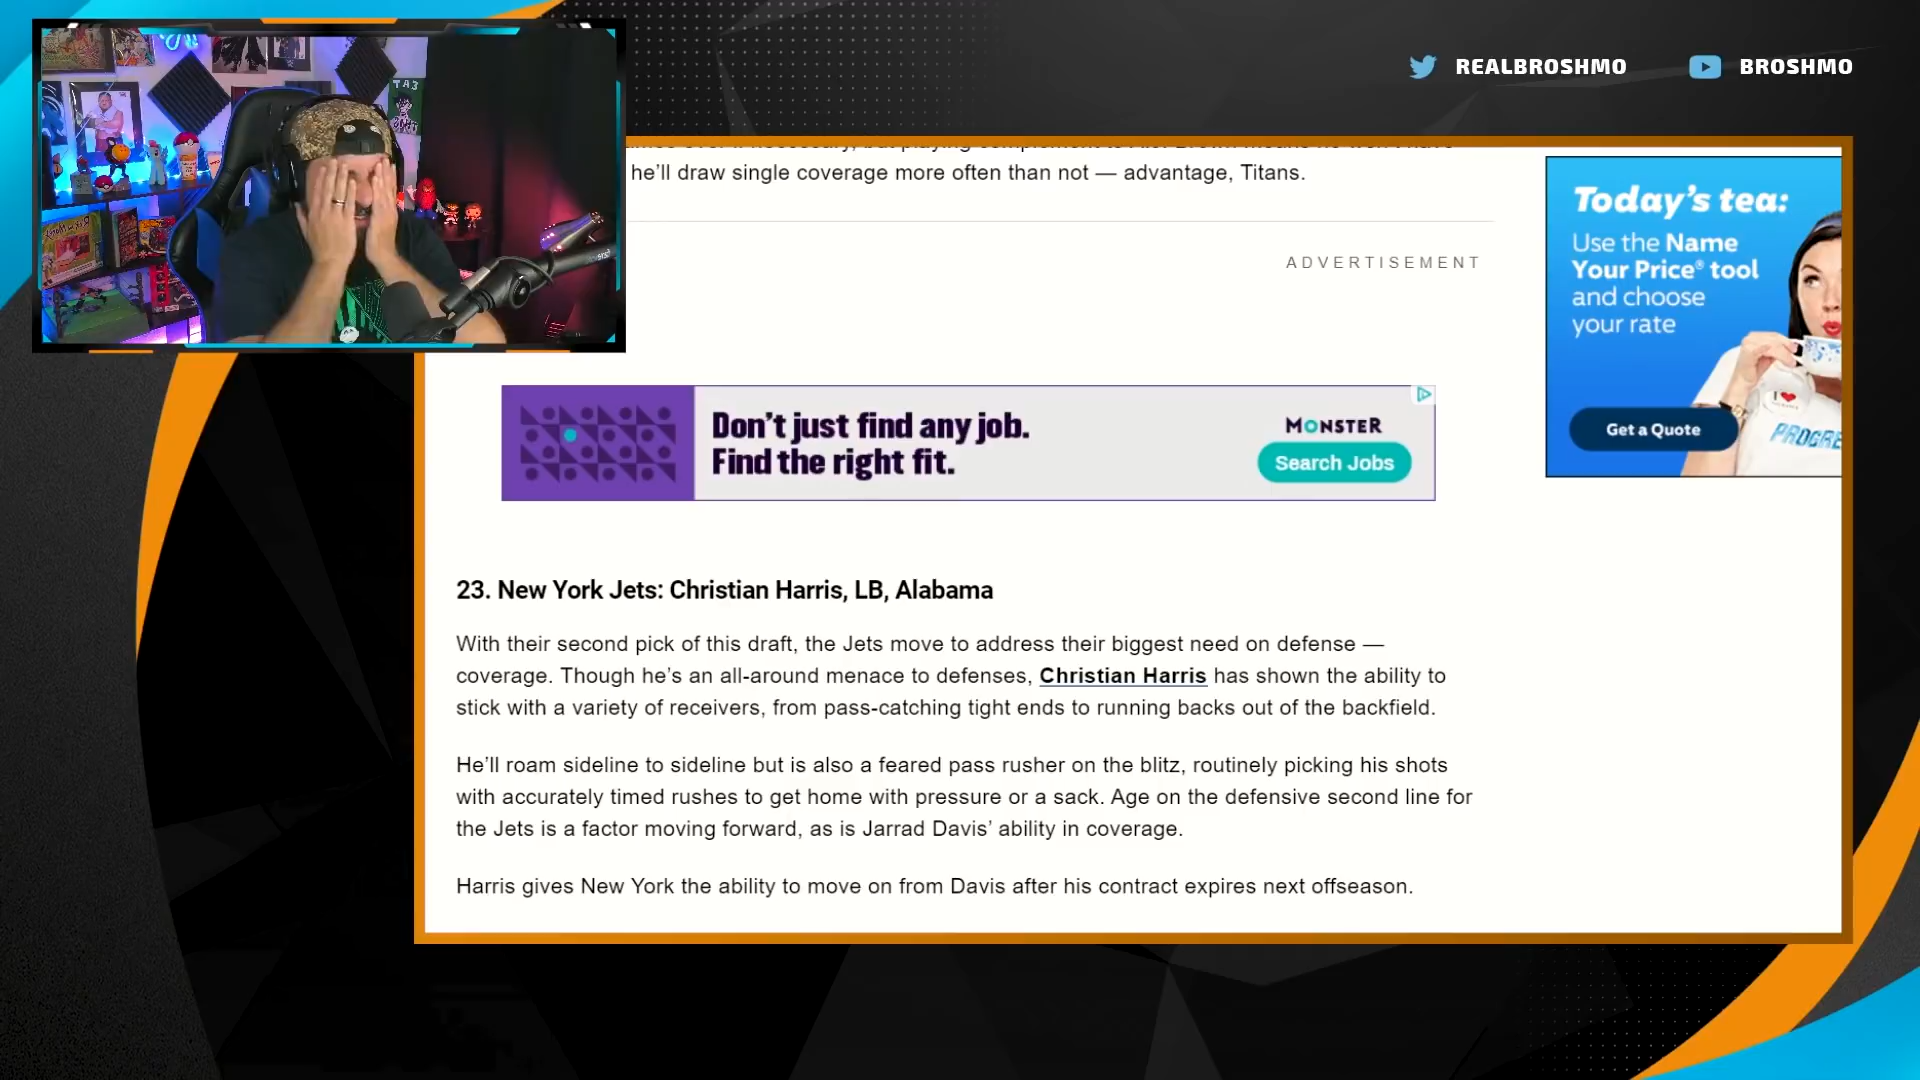 REALBROSHMO
BROSHMO
he’ll draw single coverage more often than not — advantage, Titans.
ADVERTISEMENT
Today’s tea:
Use the Name
Your Price® tool
and choose
your rate
Get a Quote
Don’t just find any job.
Find the right fit.
MONSTER
Search Jobs
23. New York Jets: Christian Harris, LB, Alabama
With their second pick of this draft, the Jets move to address their biggest need on defense —
coverage. Though he’s an all-around menace to defenses, Christian Harris has shown the ability to
stick with a variety of receivers, from pass-catching tight ends to running backs out of the backfield.
He’ll roam sideline to sideline but is also a feared pass rusher on the blitz, routinely picking his shots
with accurately timed rushes to get home with pressure or a sack. Age on the defensive second line for
the Jets is a factor moving forward, as is Jarrad Davis’ ability in coverage.
Harris gives New York the ability to move on from Davis after his contract expires next offseason.